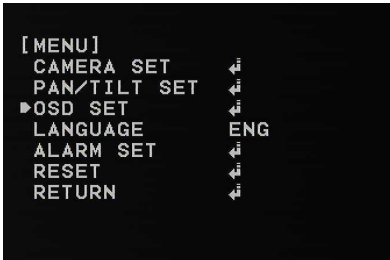 [MENU]
CAMERA SET ↲
PAN/TILT SET ↲
►OSD SET ↲
LANGUAGE ENG
ALARM SET ↲
RESET ↲
RETURN ↲